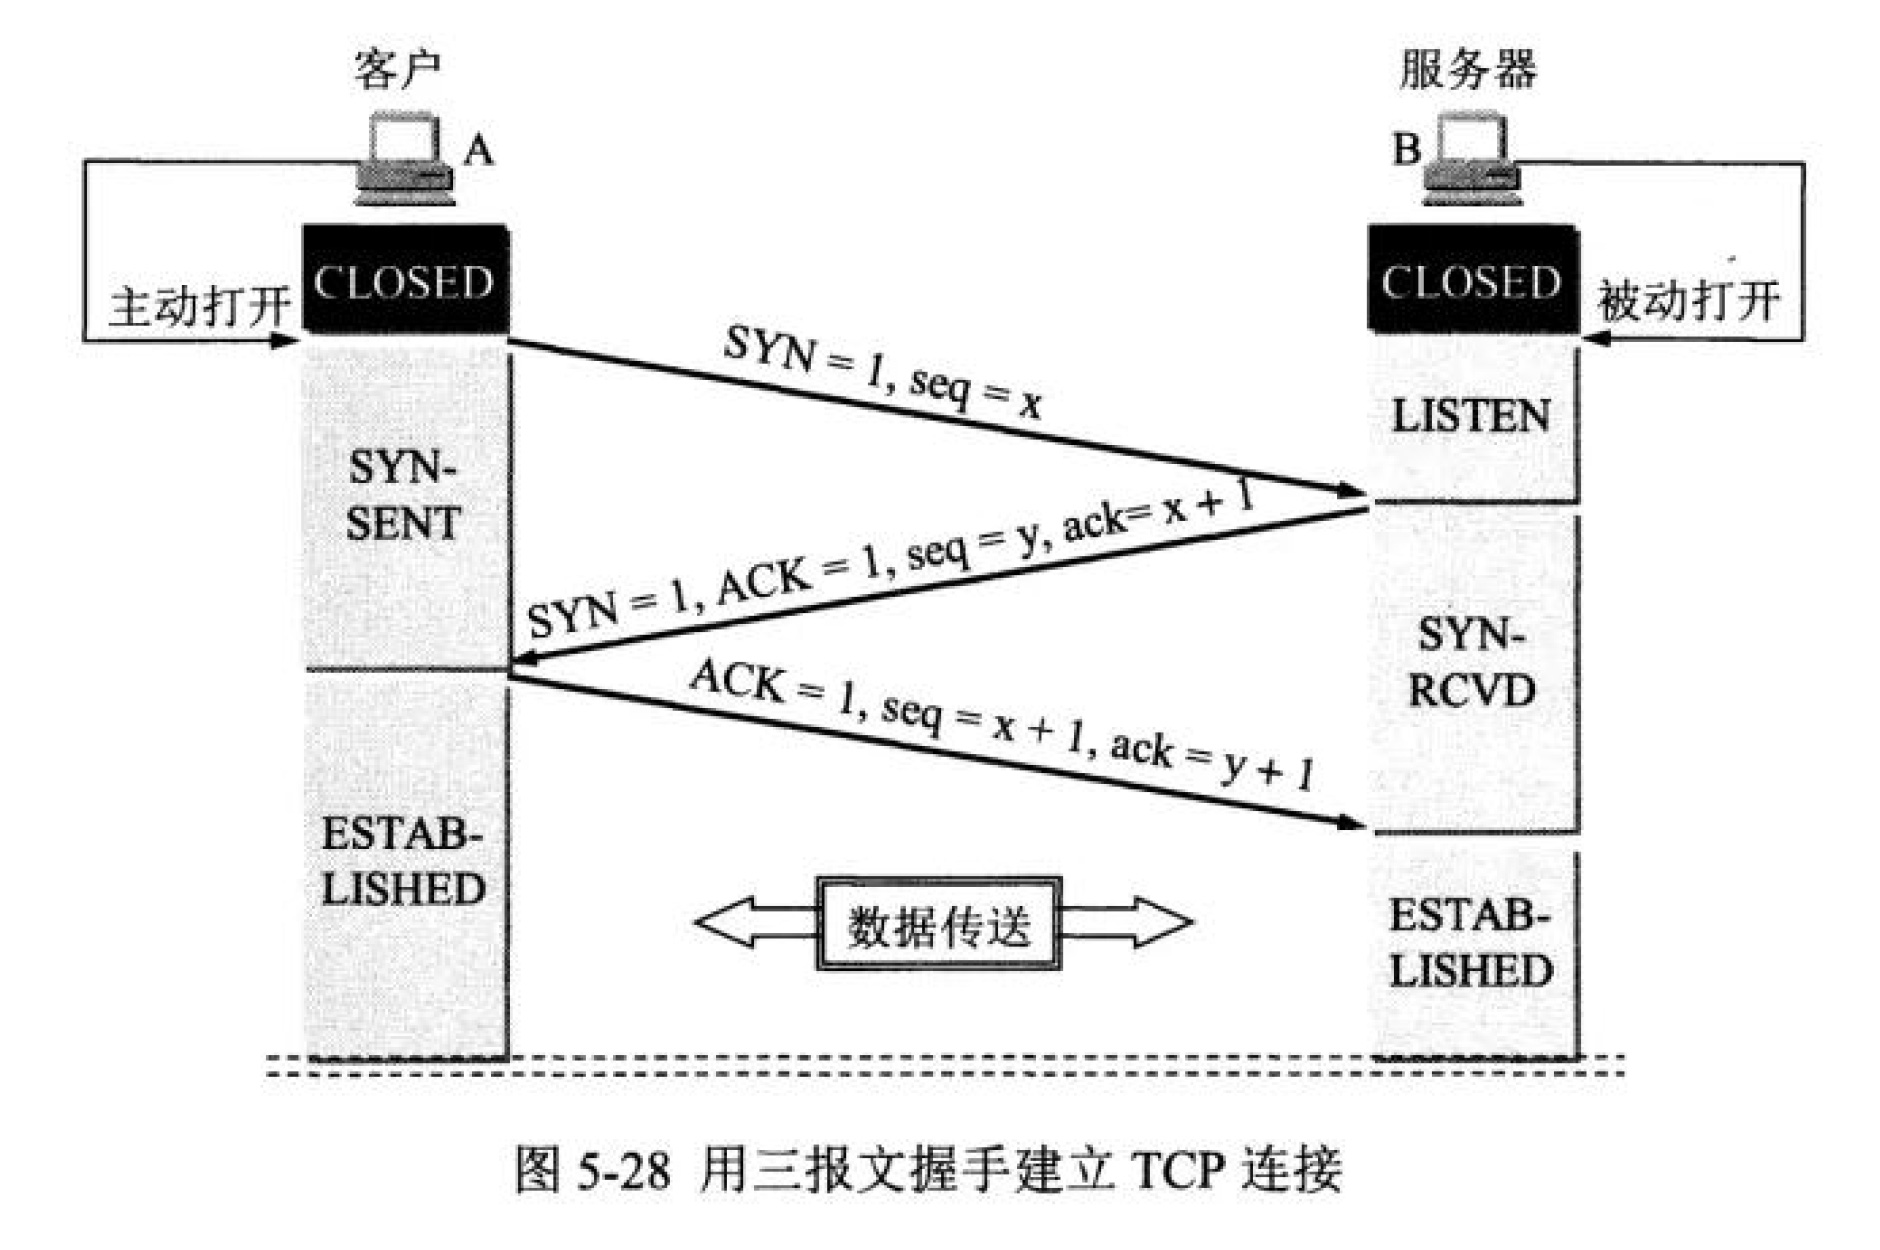 客户
服务器
A
B
CLOSED
CLOSED
主动打开
被动打开
SYN = 1, seq = x
LISTEN
SYN-
SENT
SYN = 1, ACK = 1, seq = y, ack= x + 1
SYN-
RCVD
ACK = 1, seq = x + 1, ack = y + 1
ESTAB-
LISHED
数据传送
ESTAB-
LISHED
图 5-28 用三报文握手建立 TCP 连接